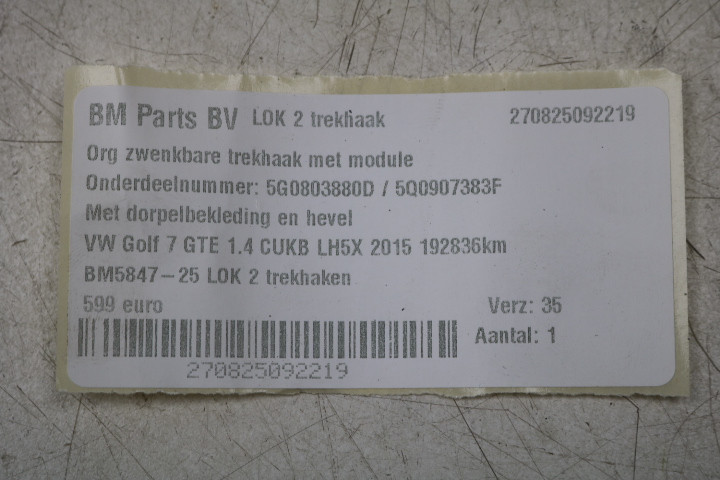 BM Parts BV LOK 2 trekhaak 270825092219
Org zwenkbare trekhaak met module
Onderdeelnummer: 5G0803880D / 5Q0907383F
Met dorpelbekleding en hevel
VW Golf 7 GTE 1.4 CUKB LH5X 2015 192836km
BM5847-25 LOK 2 trekhaken
599 euro Verz: 35
Aantal: 1
270825092219